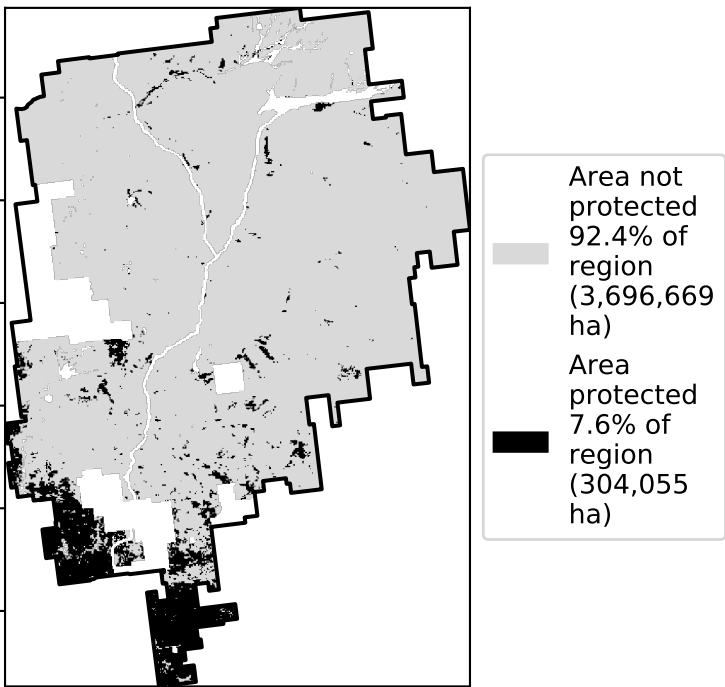 Area not
protected
92.4% of
region
(3,696,669
ha)
Area
protected
7.6% of
region
(304,055
ha)